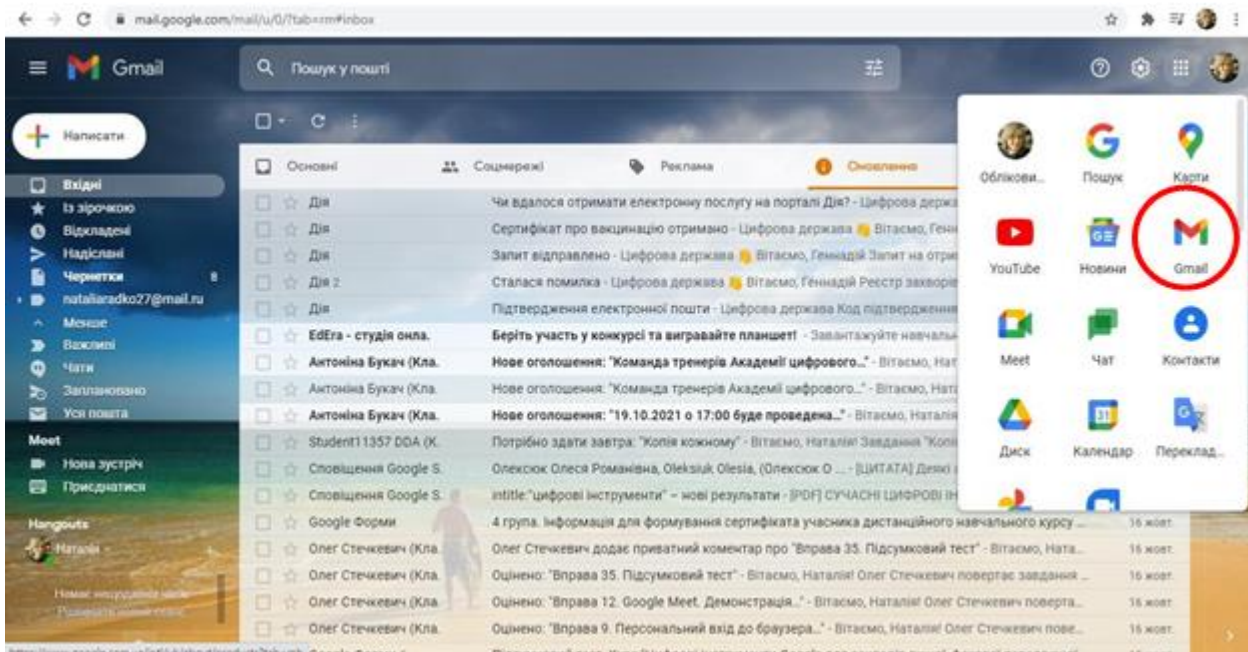 mail.google.com/mail/u/0/?tab=rm#inbox
Gmail
Пошук у пошті
Написати
Основні
Соцмережі
Реклама
Оновлення
Вхідні
Із зірочкою
Відкладені
Надіслані
Чернетки 8
nataliaradko27@mail.ru
Менше
Важливі
Чати
Заплановано
Уся пошта
Meet
Нова зустріч
Приєднатися
Hangouts
Наталія
Дія Чи вдалося отримати електронну послугу на порталі Дія? - Цифрова держа
Дія Сертифікат про вакцинацію отримано - Цифрова держава Вітаємо, Генн
Дія Запит відправлено - Цифрова держава Вітаємо, Геннадій Запит на отри
Дія 2 Сталася помилка - Цифрова держава Вітаємо, Геннадій Реєстр захворю
Дія Підтвердження електронної пошти - Цифрова держава Код підтвердження
EdEra - студія онла. Беріть участь у конкурсі та вигравайте планшет! - Завантажуйте навчаль
Антоніна Букач (Кла. Нове оголошення: "Команда тренерів Академії цифрового…" - Вітаємо, Нат
Антоніна Букач (Кла. Нове оголошення: "Команда тренерів Академії цифрового…" - Вітаємо, Ната
Антоніна Букач (Кла. Нове оголошення: "19.10.2021 о 17:00 буде проведена…" - Вітаємо, Наталія
Student11357 DDA (К. Потрібно здати завтра: "Копія кожному" - Вітаємо, Наталія! Завдання "Копі
Сповіщення Google S. Олексюк Олеся Романівна, Oleksiuk Olesia, (Олексюк О ... - [ЦИТАТА] Деякі
Сповіщення Google S. intitle:"цифрові інструменти" – нові результати - [PDF] СУЧАСНІ ЦИФРОВІ ІН
Google Форми 4 група. Інформація для формування сертифіката учасника дистанційного навчального курсу ... 16 жовт.
Олег Стечкевич (Кла. Олег Стечкевич додає приватний коментар про "Вправа 35. Підсумковий тест" - Вітаємо, Ната... 16 жовт.
Олег Стечкевич (Кла. Оцінено: "Вправа 35. Підсумковий тест" - Вітаємо, Наталія! Олег Стечкевич повертає завдання ... 16 жовт.
Олег Стечкевич (Кла. Оцінено: "Вправа 12. Google Meet. Демонстрація…" - Вітаємо, Наталія! Олег Стечкевич поверта... 16 жовт.
Олег Стечкевич (Кла. Оцінено: "Вправа 9. Персональний вхід до браузера…" - Вітаємо, Наталія! Олег Стечкевич пове... 16 жовт.
Обліковий... Пошук Карти
YouTube Новини Gmail
Meet Чат Контакти
Диск Календар Переклад...